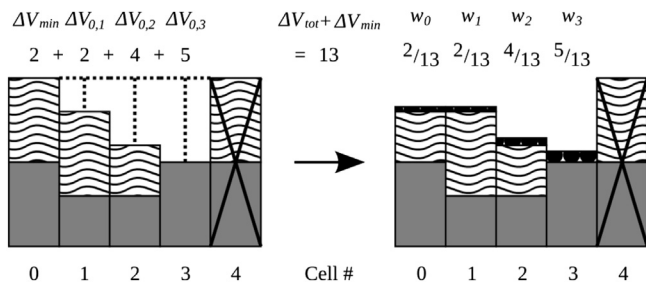 ΔV_min ΔV_0,1 ΔV_0,2 ΔV_0,3 ΔV_tot + ΔV_min w_0 w_1 w_2 w_3
2 + 2 + 4 + 5 = 13 2/13 2/13 4/13 5/13
0 1 2 3 4 Cell # 0 1 2 3 4